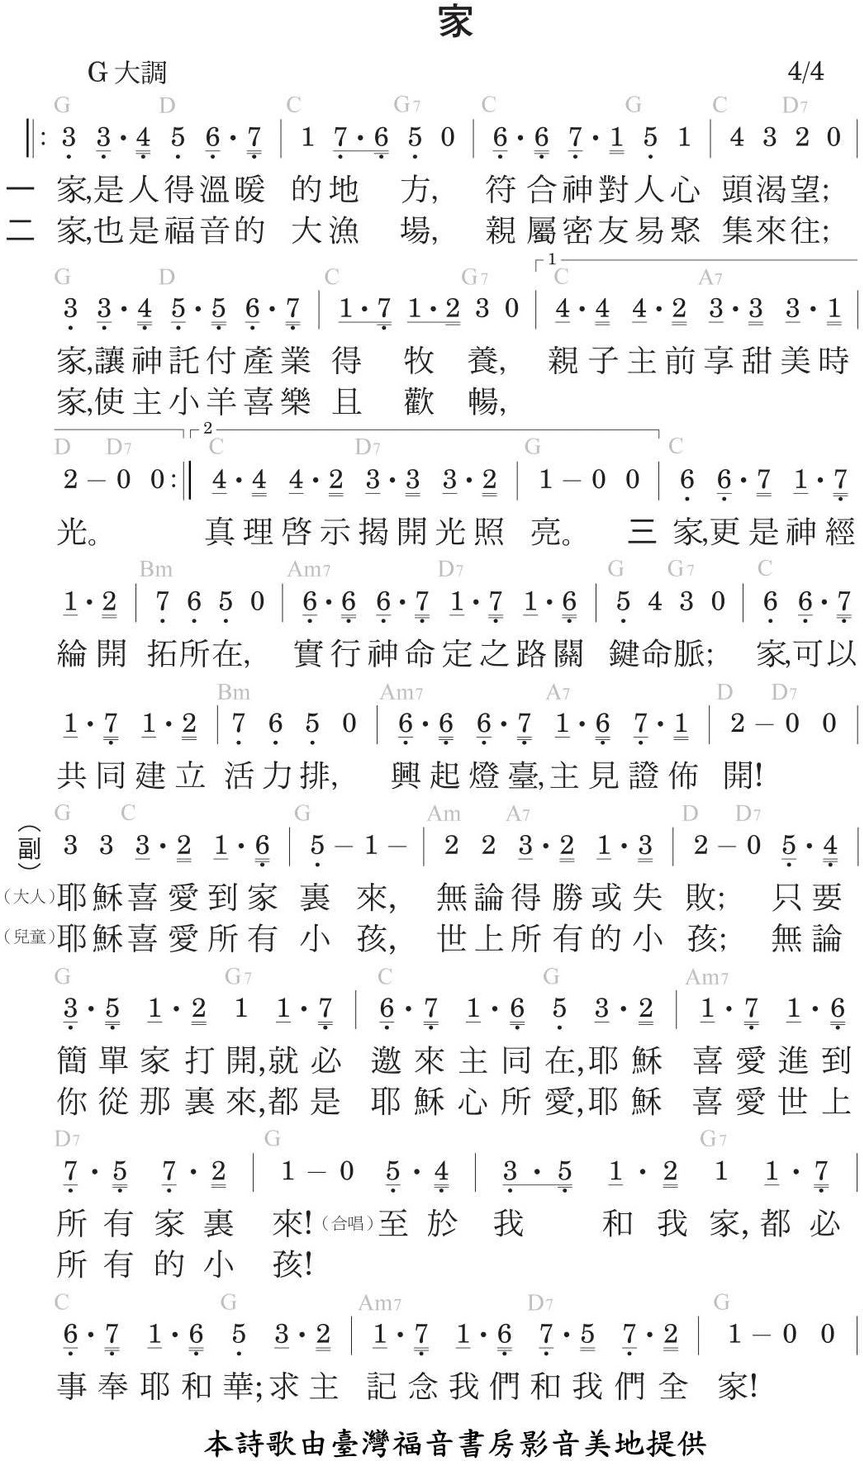 家
G 大調 4/4
G D C G7 C G C D7
‖: 3 3·4 5 6·7 | 1 7·6 5 0 | 6·6 7·1 5 1 | 4 3 2 0 |
一 家,是人得溫暖 的地 方, 符合神對人心 頭渴望;
二 家,也是福音的 大漁 場, 親屬密友易聚 集來往;
G D C G7 1 C A7
3 3·4 5·5 6·7 | 1·7 1·2 3 0 | 4·4 4·2 3·3 3·1 |
家,讓神託付產業 得 牧 養, 親子主前享甜美時
家,使主小羊喜樂 且 歡 暢,
D D7 2 C D7 G C
2 – 0 0 :‖ 4·4 4·2 3·3 3·2 | 1 – 0 0 | 6 6·7 1·7
光。 真理啓示揭開光照 亮。 三 家,更是神經
Bm Am7 D7 G G7 C
1·2 | 7 6 5 0 | 6·6 6·7 1·7 1·6 | 5 4 3 0 | 6 6·7
綸開 拓所在, 實行神命定之路關 鍵命脈; 家,可以
Bm Am7 A7 D D7
1·7 1·2 | 7 6 5 0 | 6·6 6·7 1·6 7·1 | 2 – 0 0 |
共同建立 活力排, 興起燈臺,主見證佈 開!
G C G Am A7 D D7
(副) 3 3 3·2 1·6 | 5 – 1 – | 2 2 3·2 1·3 | 2 – 0 5·4 |
(大人)耶穌喜愛到家 裏 來, 無論得勝或失 敗; 只要
(兒童)耶穌喜愛所有 小 孩, 世上所有的小 孩; 無論
G G7 C G Am7
3·5 1·2 1 1·7 | 6·7 1·6 5 3·2 | 1·7 1·6
簡單家打開,就必 邀來主同在,耶穌 喜愛進到
你從那裏來,都是 耶穌心所愛,耶穌 喜愛世上
D7 G G7
7·5 7·2 | 1 – 0 5·4 | 3·5 1·2 1 1·7 |
所有家裏 來!(合唱)至於 我 和我家,都必
所有的小 孩!
C G Am7 D7 G
6·7 1·6 5 3·2 | 1·7 1·6 7·5 7·2 | 1 – 0 0 |
事奉耶和華;求主 記念我們和我們全 家!
本詩歌由臺灣福音書房影音美地提供